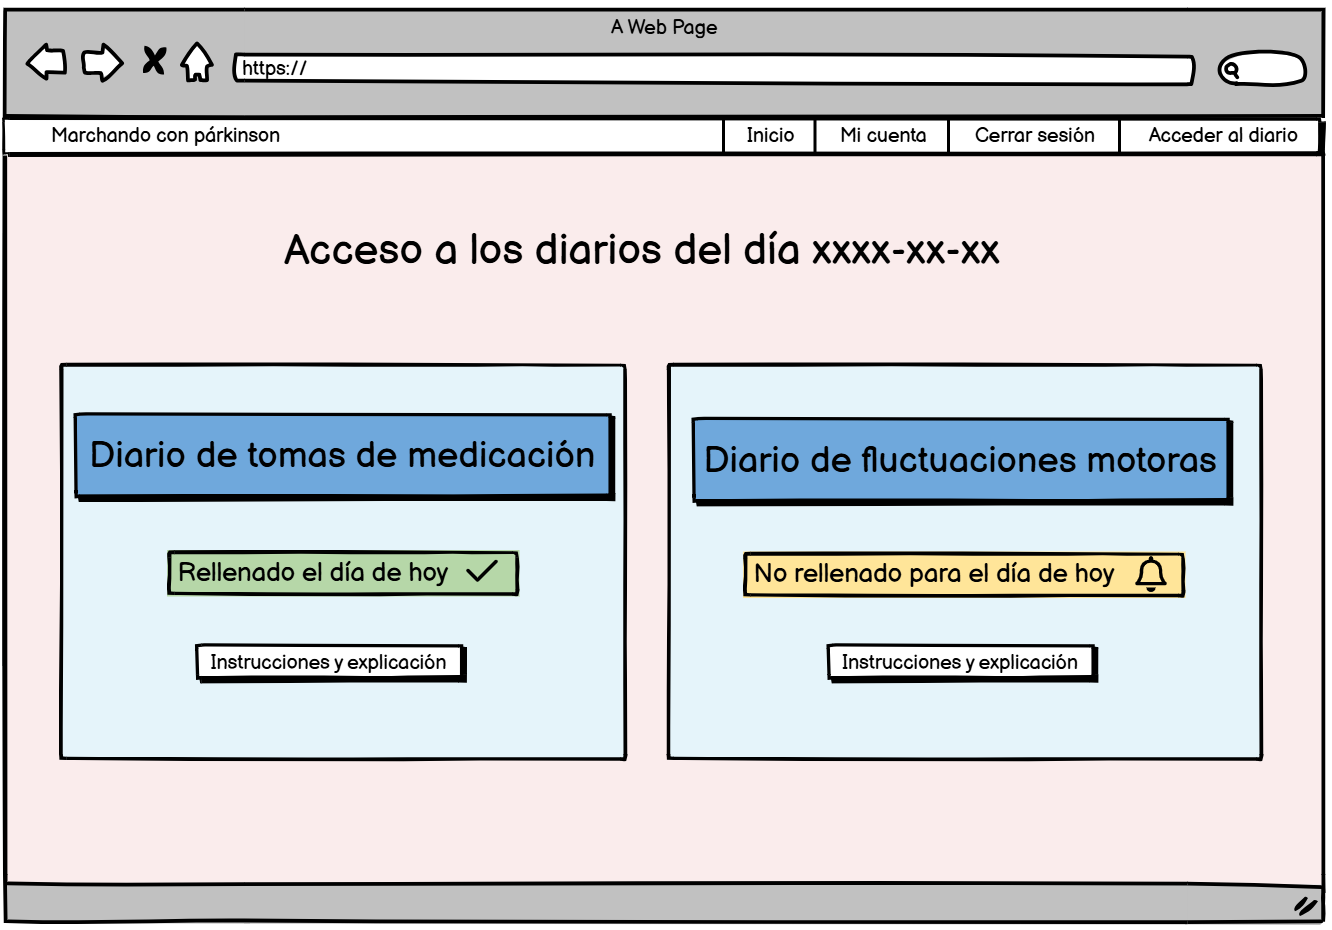 A Web Page
https://
Marchando con párkinson
Inicio
Mi cuenta
Cerrar sesión
Acceder al diario
Acceso a los diarios del día xxxx-xx-xx
Diario de tomas de medicación
Rellenado el día de hoy
Instrucciones y explicación
Diario de fluctuaciones motoras
No rellenado para el día de hoy
Instrucciones y explicación